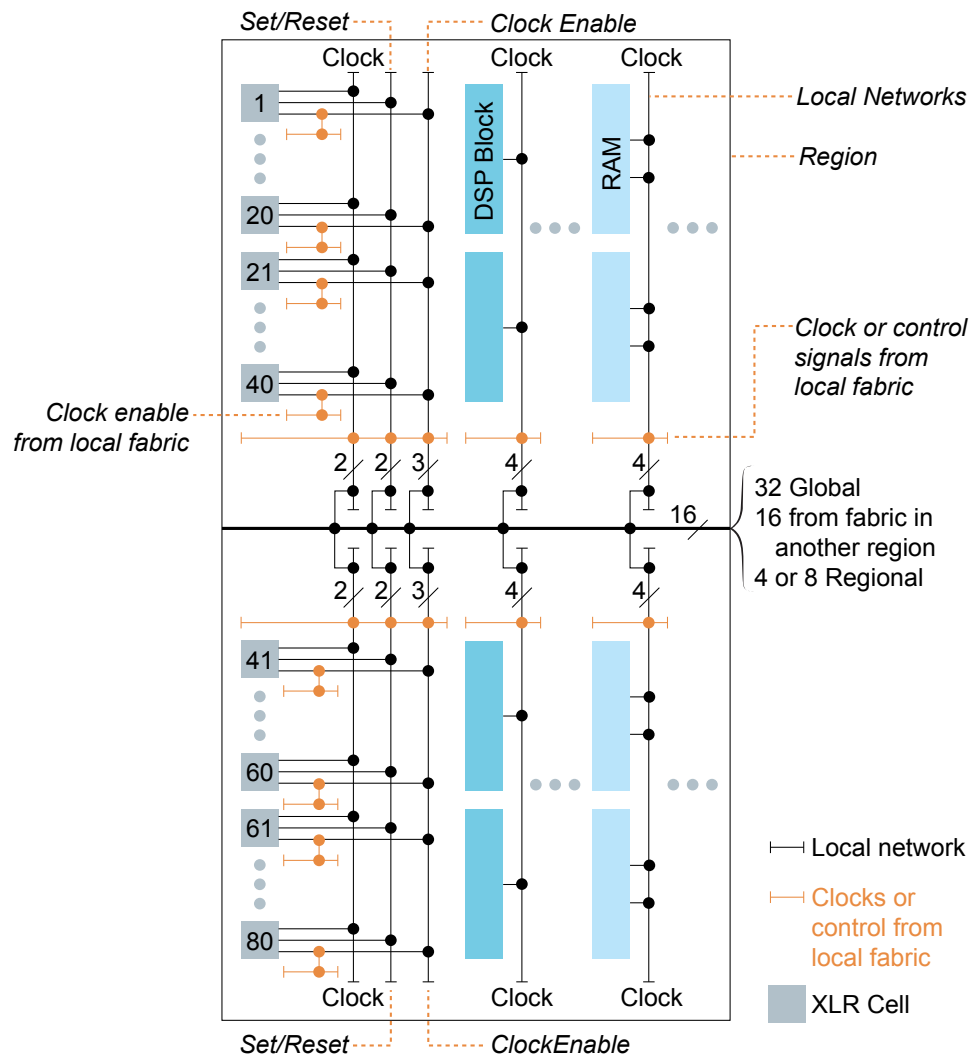 Set/Reset
Clock Enable
Clock
Clock
Clock
1
DSP Block
RAM
Local Networks
Region
20
21
40
Clock or control
signals from
local fabric
Clock enable
from local fabric
2
2
3
4
4
16
32 Global
16 from fabric in
another region
4 or 8 Regional
2
2
3
4
4
41
60
61
80
Local network
Clocks or
control from
local fabric
XLR Cell
Clock
Clock
Clock
Set/Reset
ClockEnable